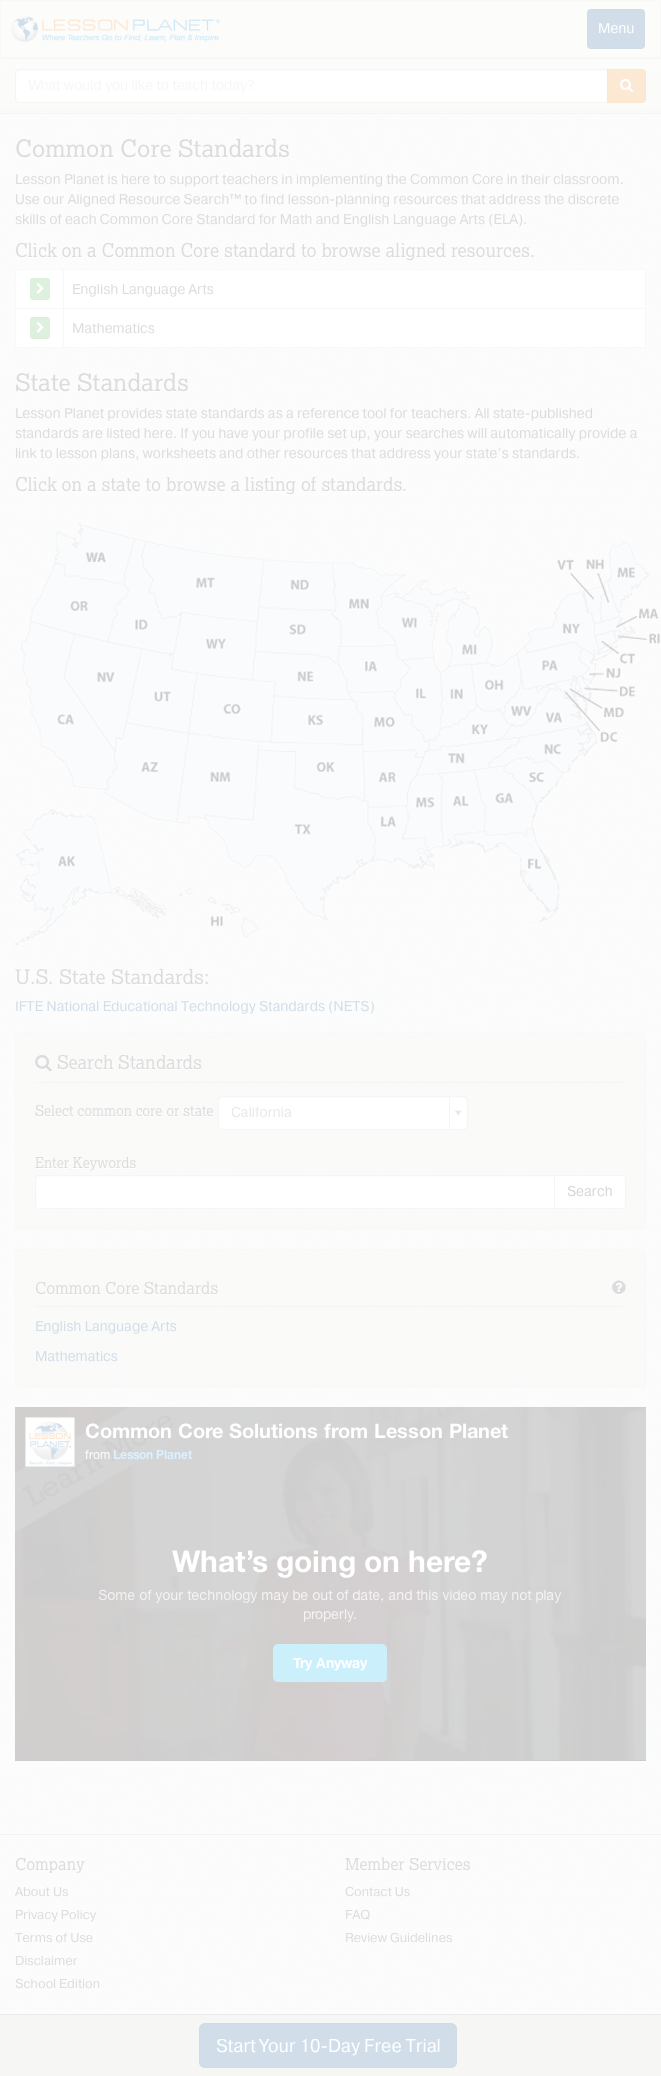 LESSON PLANET
Where Teachers Go to Find, Learn, Plan & Inspire
Menu
What would you like to teach today?
Common Core Standards
Lesson Planet is here to support teachers in implementing the Common Core in their classroom.
Use our Aligned Resource Search™ to find lesson-planning resources that address the discrete
skills of each Common Core Standard for Math and English Language Arts (ELA).
Click on a Common Core standard to browse aligned resources.
English Language Arts
Mathematics
State Standards
Lesson Planet provides state standards as a reference tool for teachers. All state-published
standards are listed here. If you have your profile set up, your searches will automatically provide a
link to lesson plans, worksheets and other resources that address your state's standards.
Click on a state to browse a listing of standards.
WA
MT
ND
MN
VT
NH
ME
OR
ID
SD
WI
NY
MA
RI
WY
MI
CT
NV
NE
IA
PA
NJ
UT
CO
IL
IN
OH
DE
CA
KS
MO
WV
VA
MD
KY
DC
AZ
NM
OK
AR
TN
NC
SC
MS
AL
GA
TX
LA
AK
FL
HI
U.S. State Standards:
IFTE National Educational Technology Standards (NETS)
Search Standards
Select common core or state
California
Enter Keywords
Search
Common Core Standards
English Language Arts
Mathematics
LESSON PLANET
Common Core Solutions from Lesson Planet
from Lesson Planet
Learn More
What's going on here?
Some of your technology may be out of date, and this video may not play
properly.
Try Anyway
Company
Member Services
About Us
Contact Us
Privacy Policy
FAQ
Terms of Use
Review Guidelines
Disclaimer
School Edition
Start Your 10-Day Free Trial